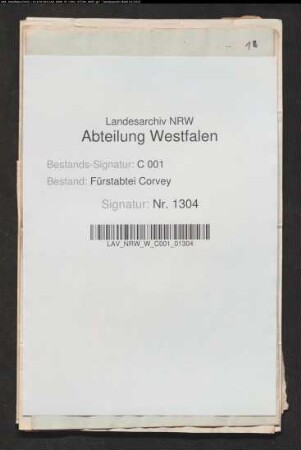 Landesarchiv NRW
Abteilung Westfalen
Bestands-Signatur: C 001
Bestand: Fürstabtei Corvey
Signatur: Nr. 1304
LAV_NRW_W_C001_01304